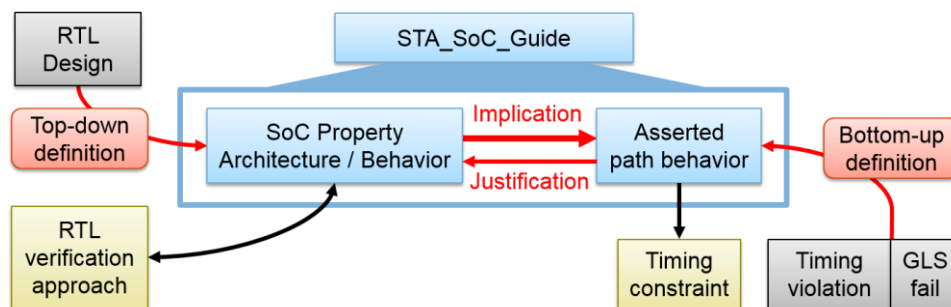 RTL
Design
STA_SoC_Guide
Top-down
definition
SoC Property
Architecture / Behavior
Implication
Justification
Asserted
path behavior
Bottom-up
definition
RTL
verification
approach
Timing
constraint
Timing
violation
GLS
fail